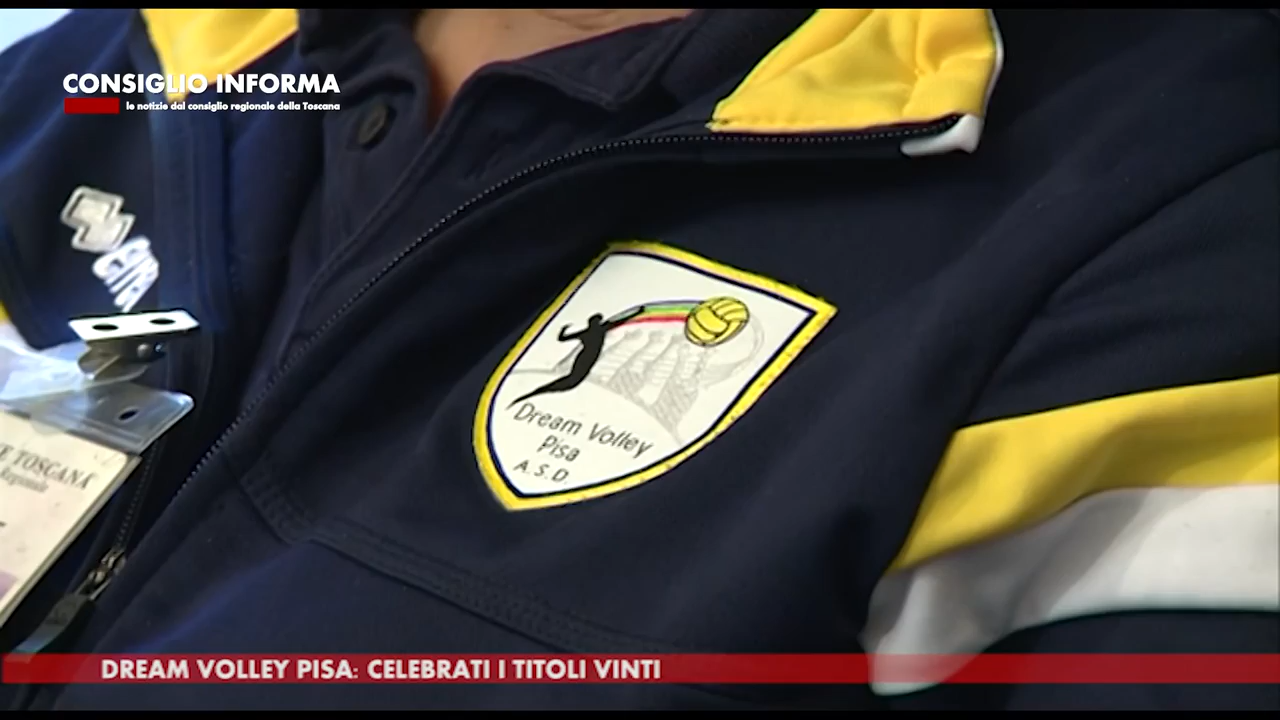 CONSIGLIO INFORMA
le notizie dal consiglio regionale della Toscana
Dream Volley
Pisa
A.S.D.
TOSCANA
Regionale
DREAM VOLLEY PISA: CELEBRATI I TITOLI VINTI